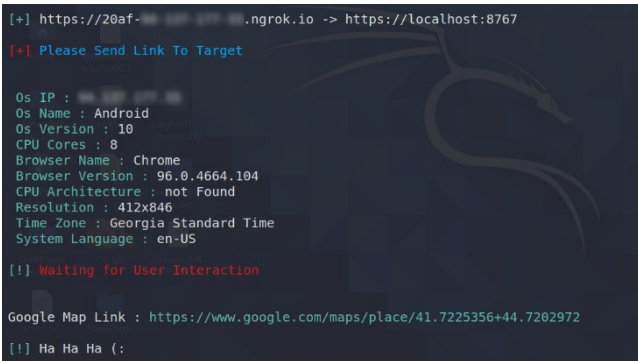 [+] https://20af- .ngrok.io -> https://localhost:8767
[+] Please Send Link To Target
Os IP :
Os Name : Android
Os Version : 10
CPU Cores : 8
Browser Name : Chrome
Browser Version : 96.0.4664.104
CPU Architecture : not Found
Resolution : 412x846
Time Zone : Georgia Standard Time
System Language : en-US
[!] Waiting for User Interaction
Google Map Link : https://www.google.com/maps/place/41.7225356+44.7202972
[!] Ha Ha Ha (: